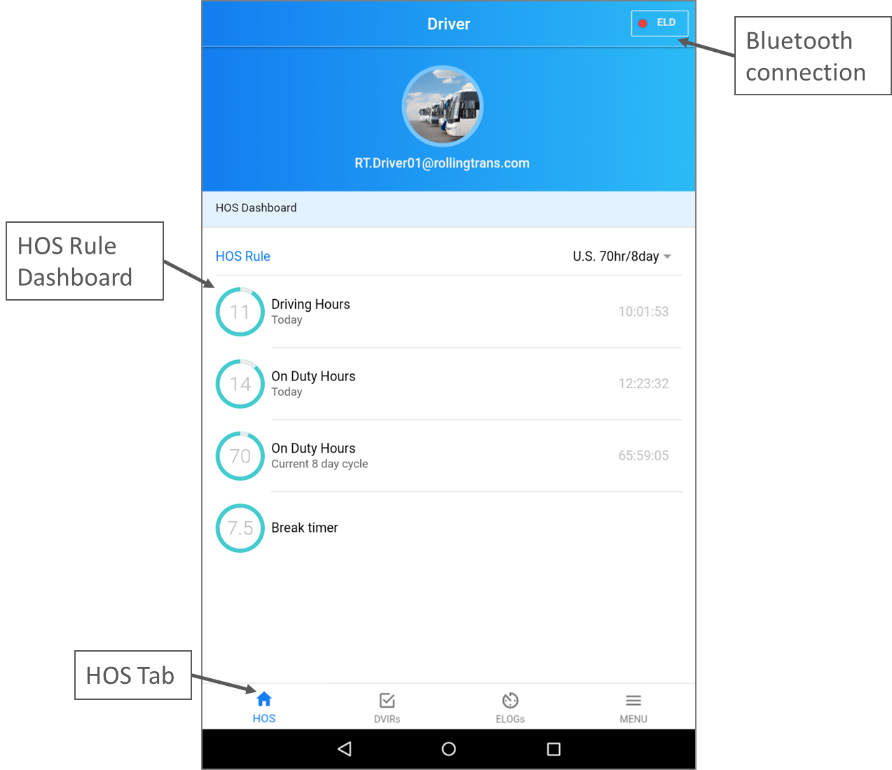 Driver
ELD
Bluetooth
connection
RT.Driver01@rollingtrans.com
HOS Dashboard
HOS Rule
Dashboard
HOS Rule
U.S. 70hr/8day
11
Driving Hours
Today
10:01:53
14
On Duty Hours
Today
12:23:32
70
On Duty Hours
Current 8 day cycle
65:59:05
7.5
Break timer
HOS Tab
HOS
DVIRs
ELOGs
MENU